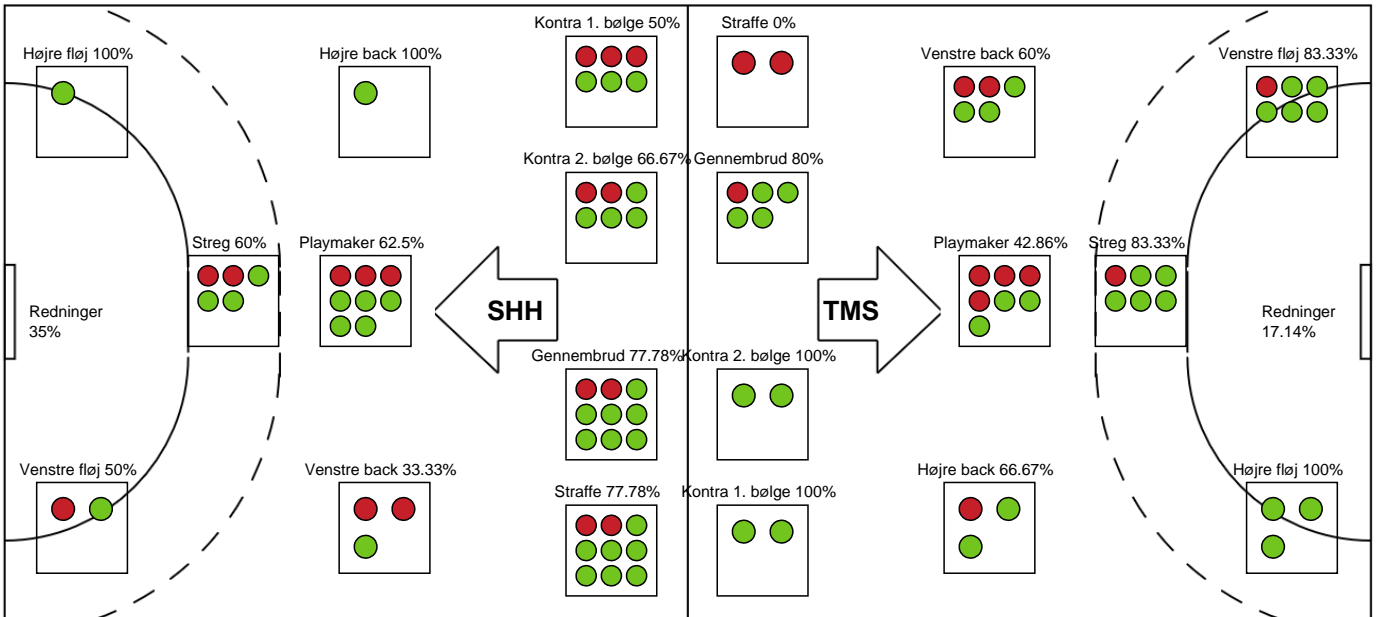 Kontra 1. bølge 50%
Straffe 0%
Højre fløj 100%
Højre back 100%
Venstre back 60%
Venstre fløj 83.33%
Kontra 2. bølge 66.67%
Gennembrud 80%
Streg 60%
Playmaker 62.5%
Playmaker 42.86%
Streg 83.33%
Redninger
35%
SHH
TMS
Redninger
17.14%
Gennembrud 77.78%
Kontra 2. bølge 100%
Venstre fløj 50%
Venstre back 33.33%
Højre back 66.67%
Højre fløj 100%
Straffe 77.78%
Kontra 1. bølge 100%